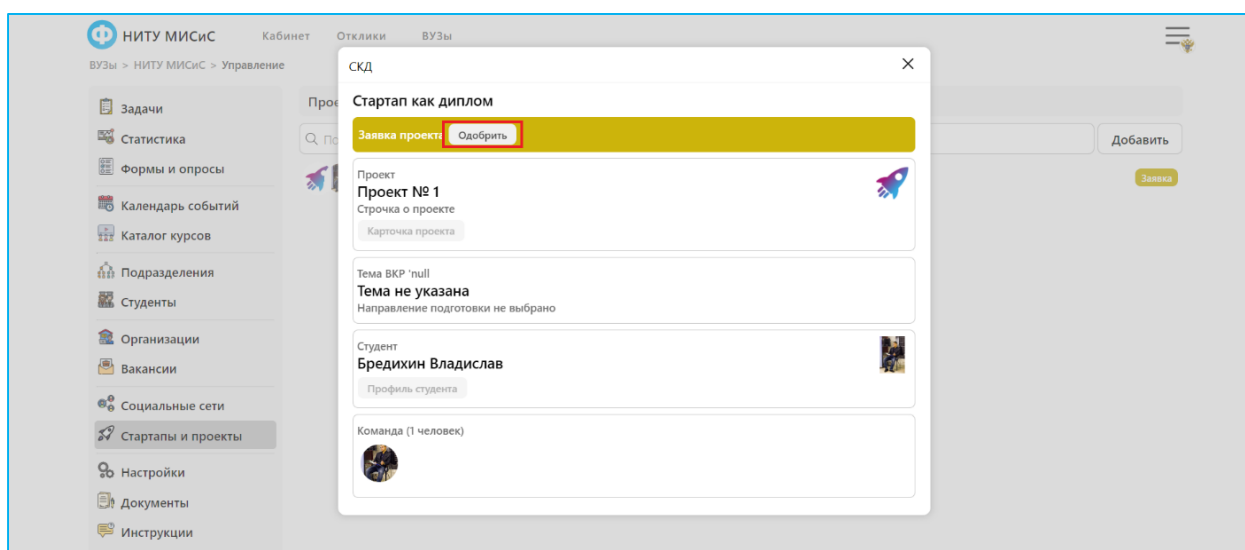 Ф НИТУ МИСиС Кабинет Отклики ВУЗы
ВУЗы > НИТУ МИСиС > Управление
Задачи
Статистика
Формы и опросы
Календарь событий
Каталог курсов
Подразделения
Студенты
Организации
Вакансии
Социальные сети
Стартапы и проекты
Настройки
Документы
Инструкции
СКД
Стартап как диплом
Заявка проекта Одобрить
Проект
Проект № 1
Строчка о проекте
Карточка проекта
Тема ВКР 'null
Тема не указана
Направление подготовки не выбрано
Студент
Бредихин Владислав
Профиль студента
Команда (1 человек)
Добавить
Заявка